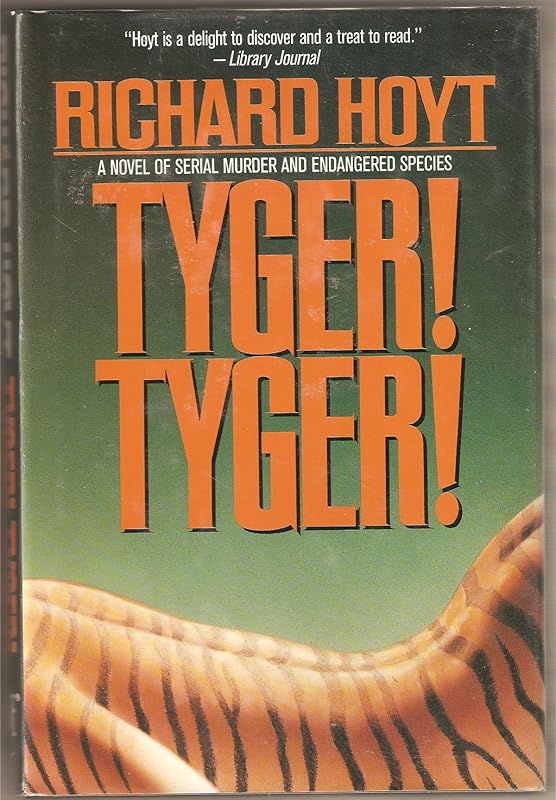 “Hoyt is a delight to discover and a treat to read.”
— Library Journal
RICHARD HOYT
A NOVEL OF SERIAL MURDER AND ENDANGERED SPECIES
TYGER!
TYGER!